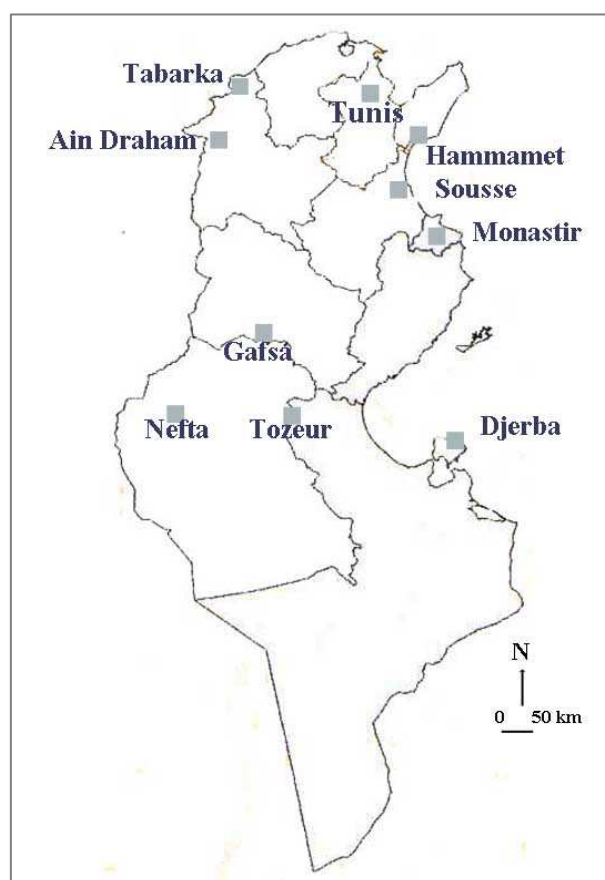 Tabarka
Tunis
Ain Draham
Hammamet
Sousse
Monastir
Gafsa
Nefta
Tozeur
Djerba
N
0 50 km